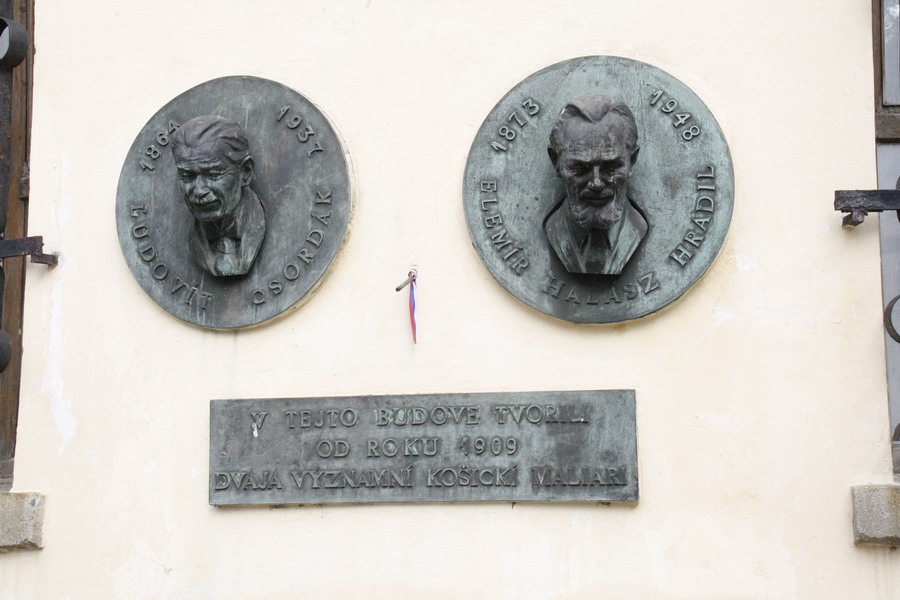 1864 1937
ĽUDOVÍT CSORDÁK
1873 1948
ELEMÍR HALÁSZ HRADIL
V TEJTO BUDOVE TVORILI
OD ROKU 1909
DVAJA VÝZNAMNÍ KOŠICKÍ MALIARI